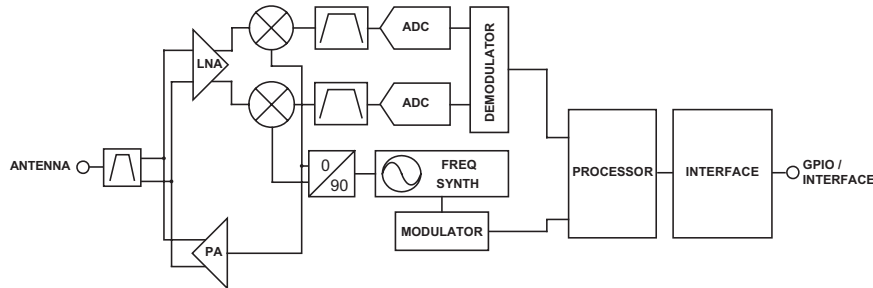 LNA
ADC
ADC
DEMODULATOR
ANTENNA
0
90
FREQ
SYNTH
MODULATOR
PA
PROCESSOR
INTERFACE
GPIO /
INTERFACE